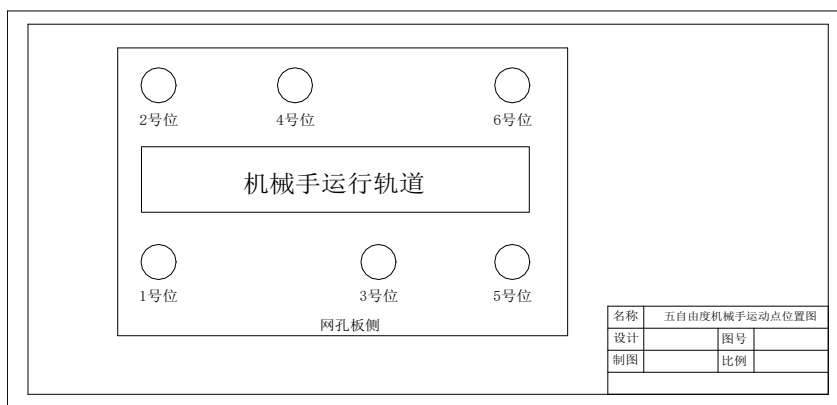 2号位 4号位 6号位
机械手运行轨道
1号位 3号位 5号位
网孔板侧
名称 五自由度机械手运动点位置图
设计 图号
制图 比例